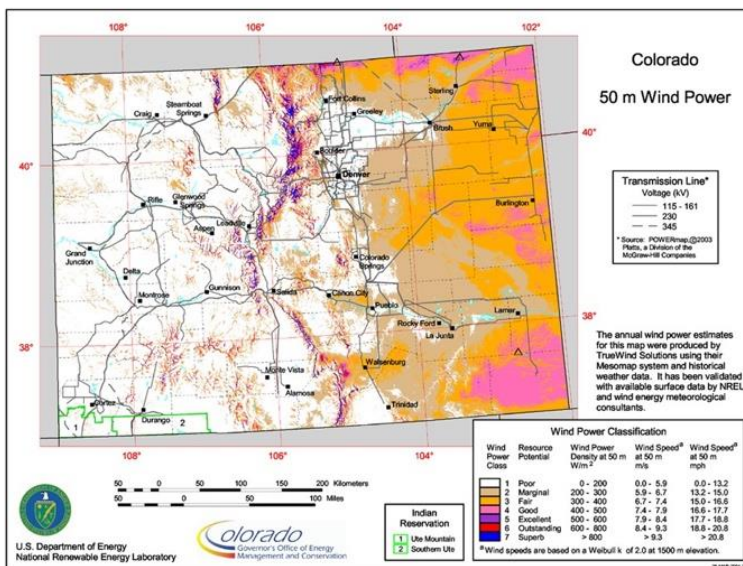 Colorado
50 m Wind Power
108°
106°
104°
102°
40°
40°
38°
38°
108°
106°
104°
102°
Sterling
Fort Collins
Steamboat
Springs
Craig
Greeley
Brush
Yuma
Boulder
Denver
Rifle
Glenwood
Springs
Burlington
Leadville
Aspen
Grand
Junction
Colorado
Springs
Delta
Gunnison
Salida
Cañon City
Montrose
Pueblo
Lamar
Rocky Ford
La Junta
Walsenburg
Monte Vista
Alamosa
Cortez
Durango
Trinidad
1
2
Transmission Line*
Voltage (kV)
115 - 161
230
345
* Source: POWERmap,©2003
Platts, a Division of the
McGraw-Hill Companies
The annual wind power estimates
for this map were produced by
TrueWind Solutions using their
Mesomap system and historical
weather data. It has been validated
with available surface data by NREL
and wind energy meteorological
consultants.
Wind Power Classification
Wind Power Class Resource Potential Wind Power Density at 50 m W/m² Wind Speedª at 50 m m/s Wind Speedª at 50 m mph
1 Poor 0 - 200 0.0 - 5.9 0.0 - 13.2
2 Marginal 200 - 300 5.9 - 6.7 13.2 - 15.0
3 Fair 300 - 400 6.7 - 7.4 15.0 - 16.6
4 Good 400 - 500 7.4 - 7.9 16.6 - 17.7
5 Excellent 500 - 600 7.9 - 8.4 17.7 - 18.8
6 Outstanding 600 - 800 8.4 - 9.3 18.8 - 20.8
7 Superb > 800 > 9.3 > 20.8
ª Wind speeds are based on a Weibull k of 2.0 at 1500 m elevation.
50 0 50 100 150 200 Kilometers
50 0 50 100 Miles
Indian
Reservation
1 Ute Mountain
2 Southern Ute
U.S. Department of Energy
National Renewable Energy Laboratory
Colorado
Governor's Office of Energy
Management and Conservation